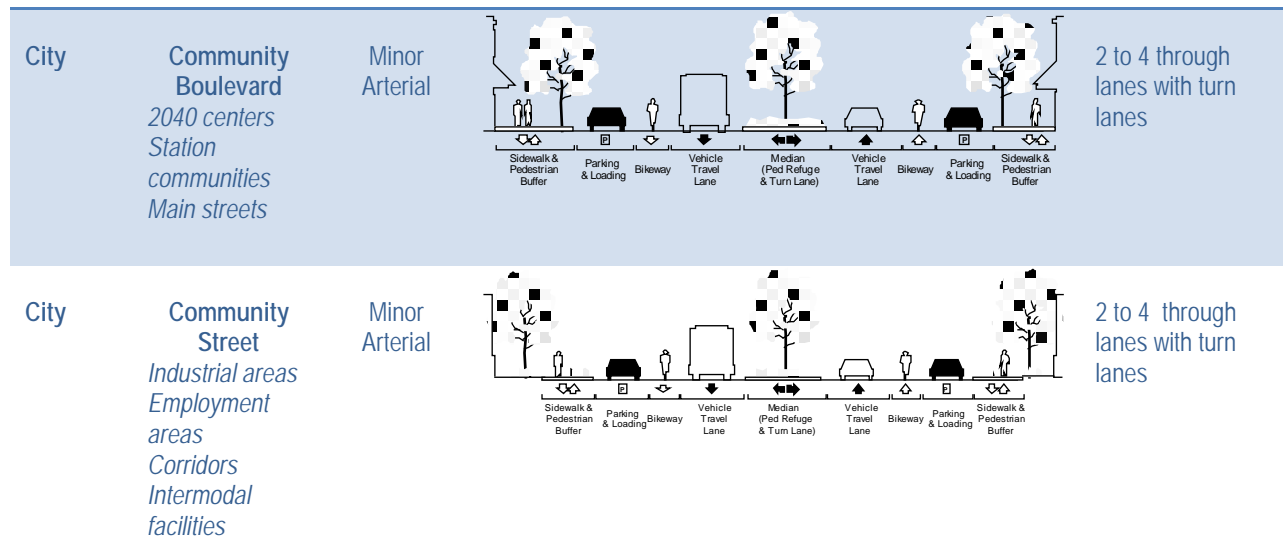 City
Community
Boulevard
2040 centers
Station
communities
Main streets
Minor
Arterial
P
P
Sidewalk &
Pedestrian
Buffer
Parking
& Loading
Bikeway
Vehicle
Travel
Lane
Median
(Ped Refuge
& Turn Lane)
Vehicle
Travel
Lane
Bikeway
Parking
& Loading
Sidewalk &
Pedestrian
Buffer
2 to 4 through
lanes with turn
lanes
City
Community
Street
Industrial areas
Employment
areas
Corridors
Intermodal
facilities
Minor
Arterial
P
P
Sidewalk &
Pedestrian
Buffer
Parking
& Loading
Bikeway
Vehicle
Travel
Lane
Median
(Ped Refuge
& Turn Lane)
Vehicle
Travel
Lane
Bikeway
Parking
& Loading
Sidewalk &
Pedestrian
Buffer
2 to 4 through
lanes with turn
lanes